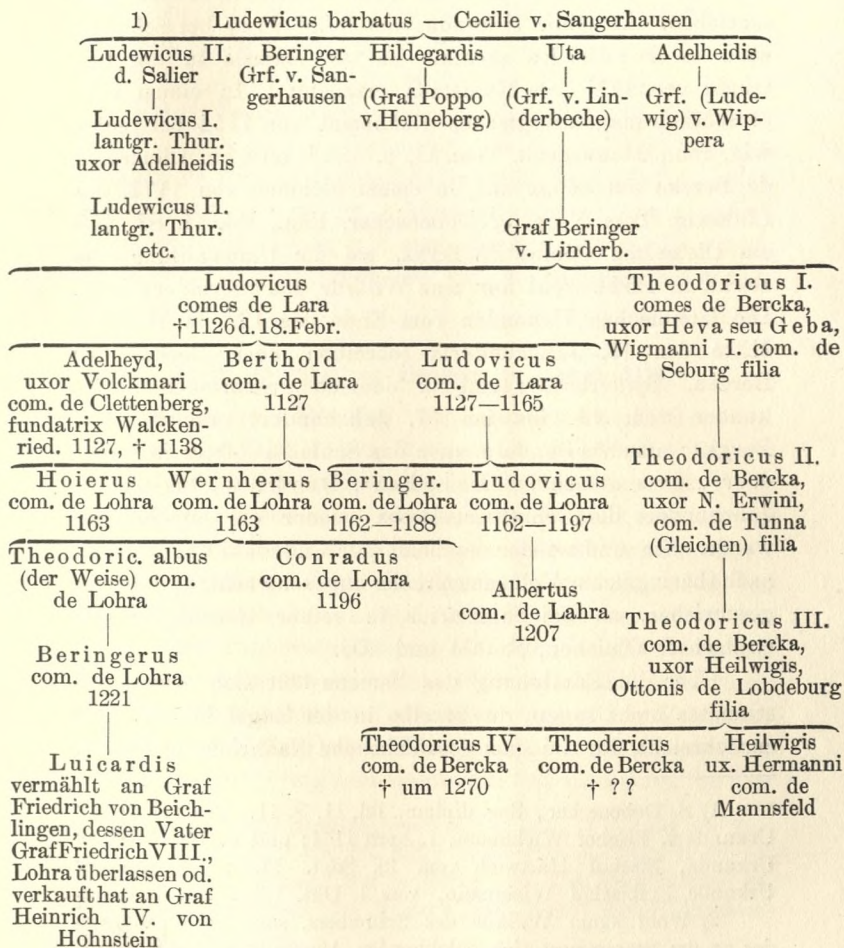 1) Ludewicus barbatus — Cecilie v. Sangerhausen
Ludewicus II. Beringer Hildegardis Uta Adelheidis
d. Salier Grf. v. San- | | |
| gerhausen (Graf Poppo (Grf. v. Lin- Grf. (Lude-
Ludewicus I. v.Henneberg) derbeche) wig) v. Wip-
lantgr. Thur. pera
uxor Adelheidis
Ludewicus II.
lantgr. Thur. Graf Beringer
etc. v. Linderb.
Ludovicus Theodoricus I.
comes de Lara comes de Bercka,
† 1126 d. 18. Febr. uxor Heva seu Geba,
Wigmanni I. com. de
Seburg filia
Adelheyd, Berthold Ludovicus
uxor Volckmari com. de Lara com. de Lara
com. de Clettenberg, 1127 1127—1165
fundatrix Walcken-
ried. 1127, † 1138
Theodoricus II.
com. de Bercka,
uxor N. Erwini,
com. de Tunna
(Gleichen) filia
Hoierus Wernherus Beringer. Ludovicus
com. de Lohra com. de Lohra com. de Lohra com. de Lohra
1163 1163 1162—1188 1162—1197
Theodoric. albus Conradus
(der Weise) com. com. de Lohra
de Lohra 1196
Albertus
com. de Lahra
1207
Theodoricus III.
com. de Bercka,
uxor Heilwigis,
Ottonis de Lobdeburg
filia
Beringerus
com. de Lohra
1221
Theodoricus IV. Theodericus Heilwigis
com. de Bercka com. de Bercka ux. Hermanni
† um 1270 † ?? com. de
Mannsfeld
Luicardis
vermählt an Graf
Friedrich von Beich-
lingen, dessen Vater
Graf Friedrich VIII.,
Lohra überlassen od.
verkauft hat an Graf
Heinrich IV. von
Hohnstein